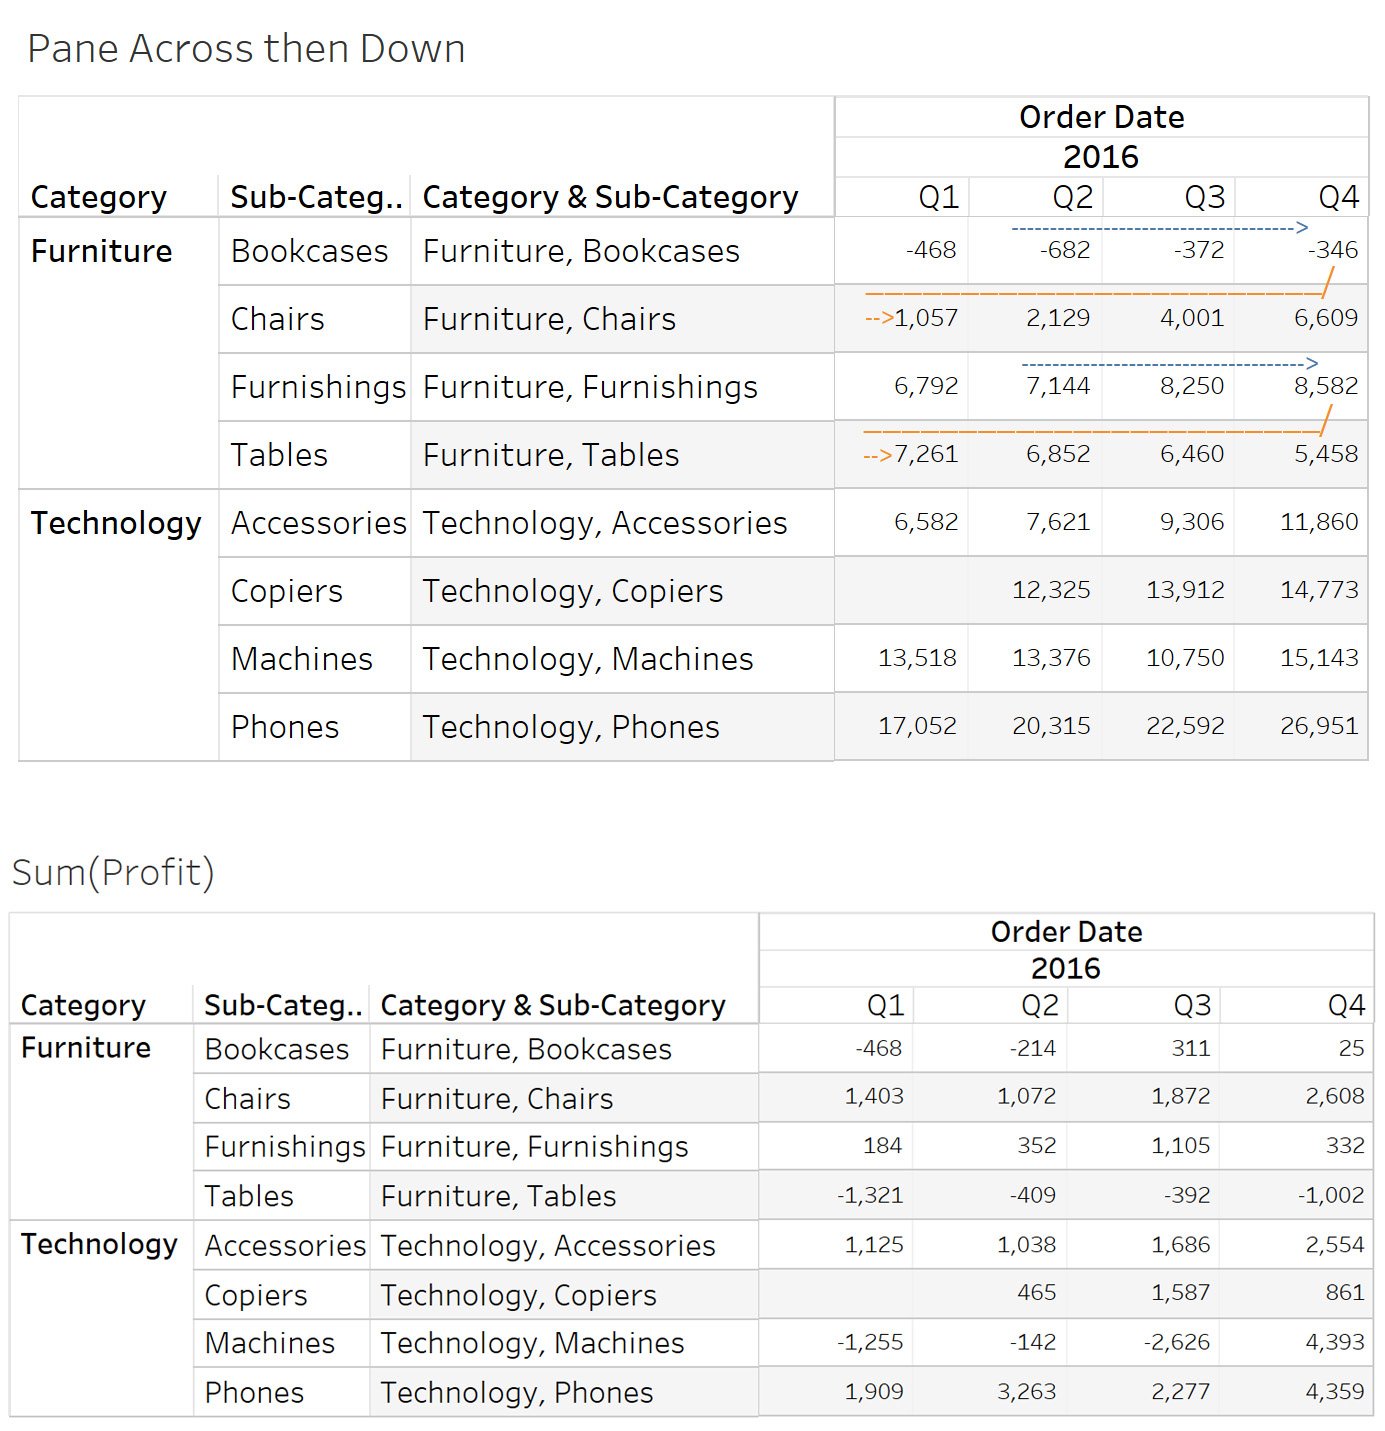 Pane Across then Down
Order Date
2016
Category Sub-Categ.. Category & Sub-Category Q1 Q2 Q3 Q4
Furniture Bookcases Furniture, Bookcases -468 -682 -372 -346
Chairs Furniture, Chairs -->1,057 2,129 4,001 6,609
Furnishings Furniture, Furnishings 6,792 7,144 8,250 8,582
Tables Furniture, Tables -->7,261 6,852 6,460 5,458
Technology Accessories Technology, Accessories 6,582 7,621 9,306 11,860
Copiers Technology, Copiers 12,325 13,912 14,773
Machines Technology, Machines 13,518 13,376 10,750 15,143
Phones Technology, Phones 17,052 20,315 22,592 26,951
Sum(Profit)
Order Date
2016
Category Sub-Categ.. Category & Sub-Category Q1 Q2 Q3 Q4
Furniture Bookcases Furniture, Bookcases -468 -214 311 25
Chairs Furniture, Chairs 1,403 1,072 1,872 2,608
Furnishings Furniture, Furnishings 184 352 1,105 332
Tables Furniture, Tables -1,321 -409 -392 -1,002
Technology Accessories Technology, Accessories 1,125 1,038 1,686 2,554
Copiers Technology, Copiers 465 1,587 861
Machines Technology, Machines -1,255 -142 -2,626 4,393
Phones Technology, Phones 1,909 3,263 2,277 4,359